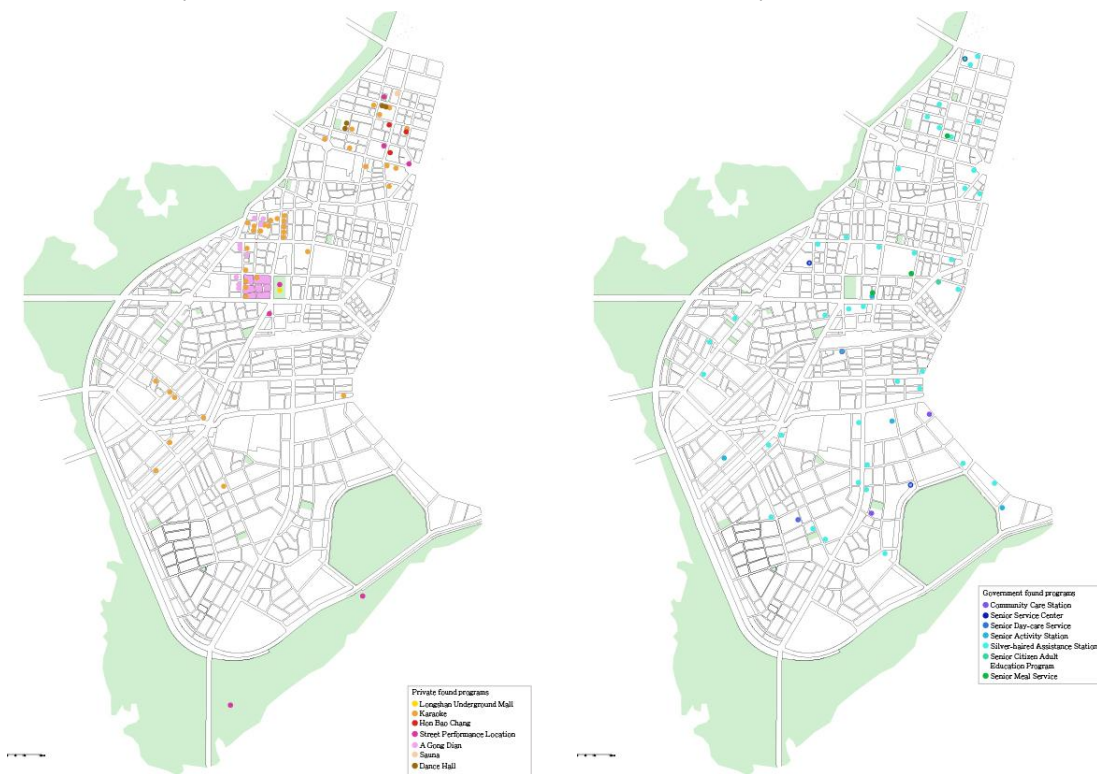 Private found programs
Longshan Underground Mall
Karaoke
Hon Bao Chang
Street Performance Location
A Gong Dian
Sauna
Dance Hall
Government found programs
Community Care Station
Senior Service Center
Senior Day-care Service
Senior Activity Station
Silver-haired Assistance Station
Senior Citizen Adult
Education Program
Senior Meal Service